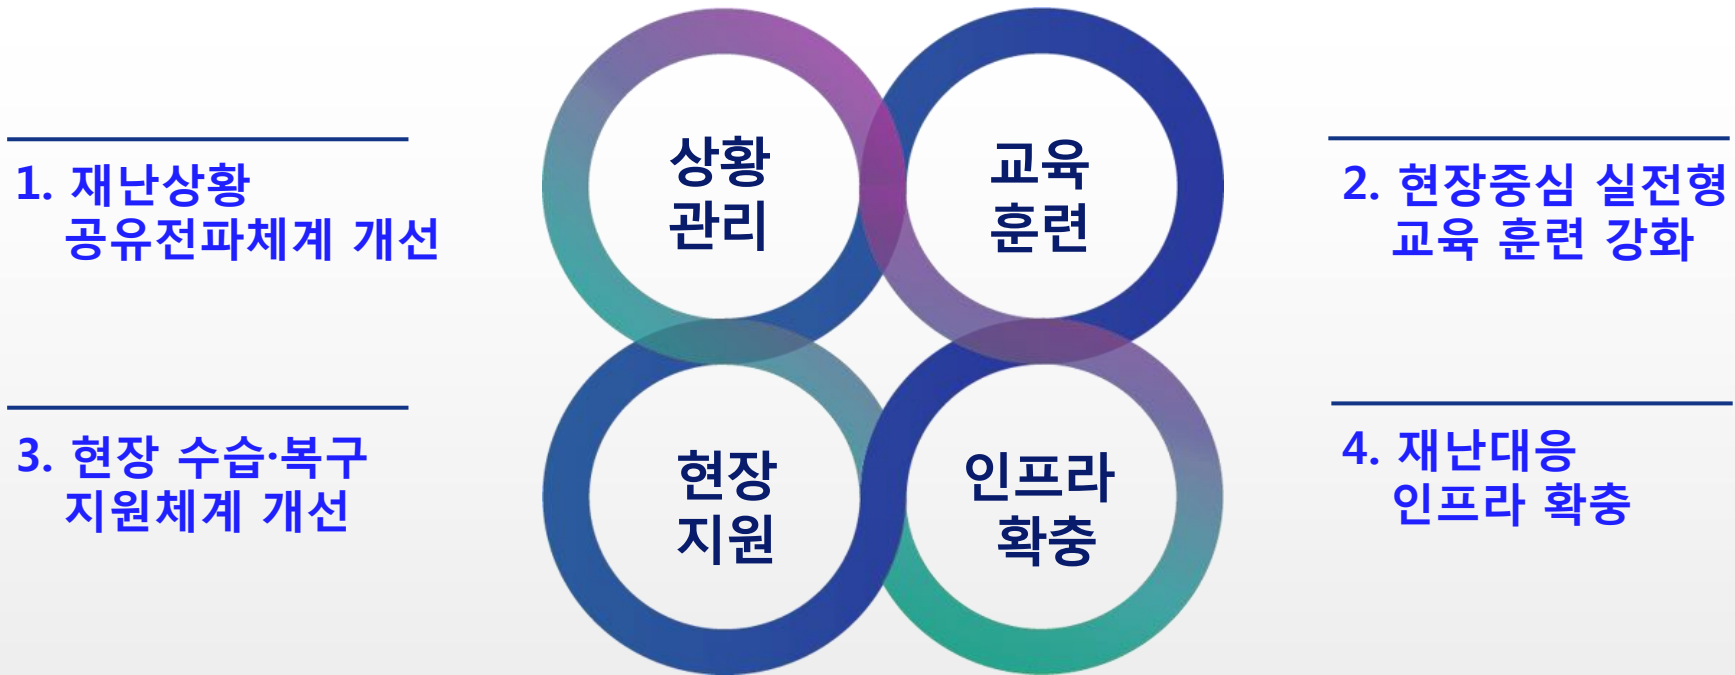 1. 재난상황
공유전파체계 개선
상황
관리
교육
훈련
2. 현장중심 실전형
교육 훈련 강화
3. 현장 수습·복구
지원체계 개선
현장
지원
인프라
확충
4. 재난대응
인프라 확충